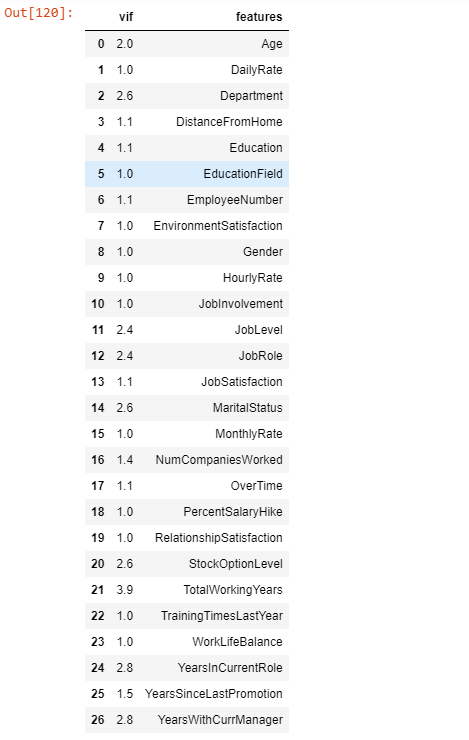 Out[120]:
vif features
0 2.0 Age
1 1.0 DailyRate
2 2.6 Department
3 1.1 DistanceFromHome
4 1.1 Education
5 1.0 EducationField
6 1.1 EmployeeNumber
7 1.0 EnvironmentSatisfaction
8 1.0 Gender
9 1.0 HourlyRate
10 1.0 JobInvolvement
11 2.4 JobLevel
12 2.4 JobRole
13 1.1 JobSatisfaction
14 2.6 MaritalStatus
15 1.0 MonthlyRate
16 1.4 NumCompaniesWorked
17 1.1 OverTime
18 1.0 PercentSalaryHike
19 1.0 RelationshipSatisfaction
20 2.6 StockOptionLevel
21 3.9 TotalWorkingYears
22 1.0 TrainingTimesLastYear
23 1.0 WorkLifeBalance
24 2.8 YearsInCurrentRole
25 1.5 YearsSinceLastPromotion
26 2.8 YearsWithCurrManager